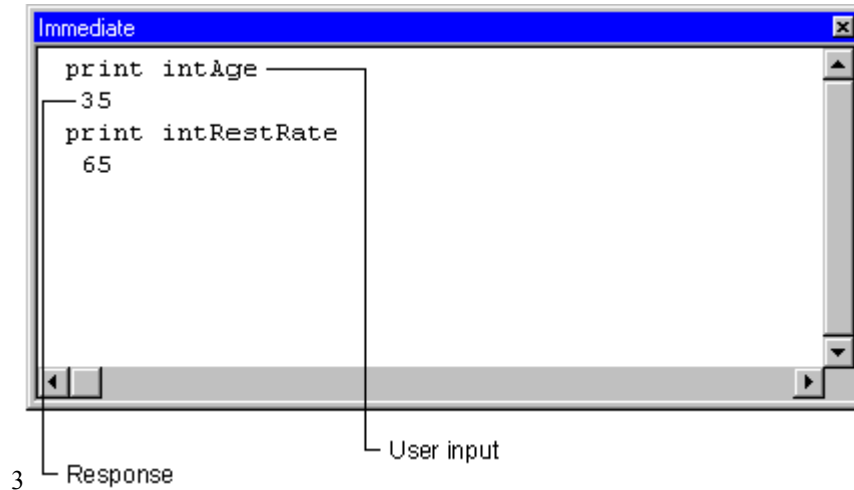 Immediate
print intAge
35
print intRestRate
65
User input
3
Response